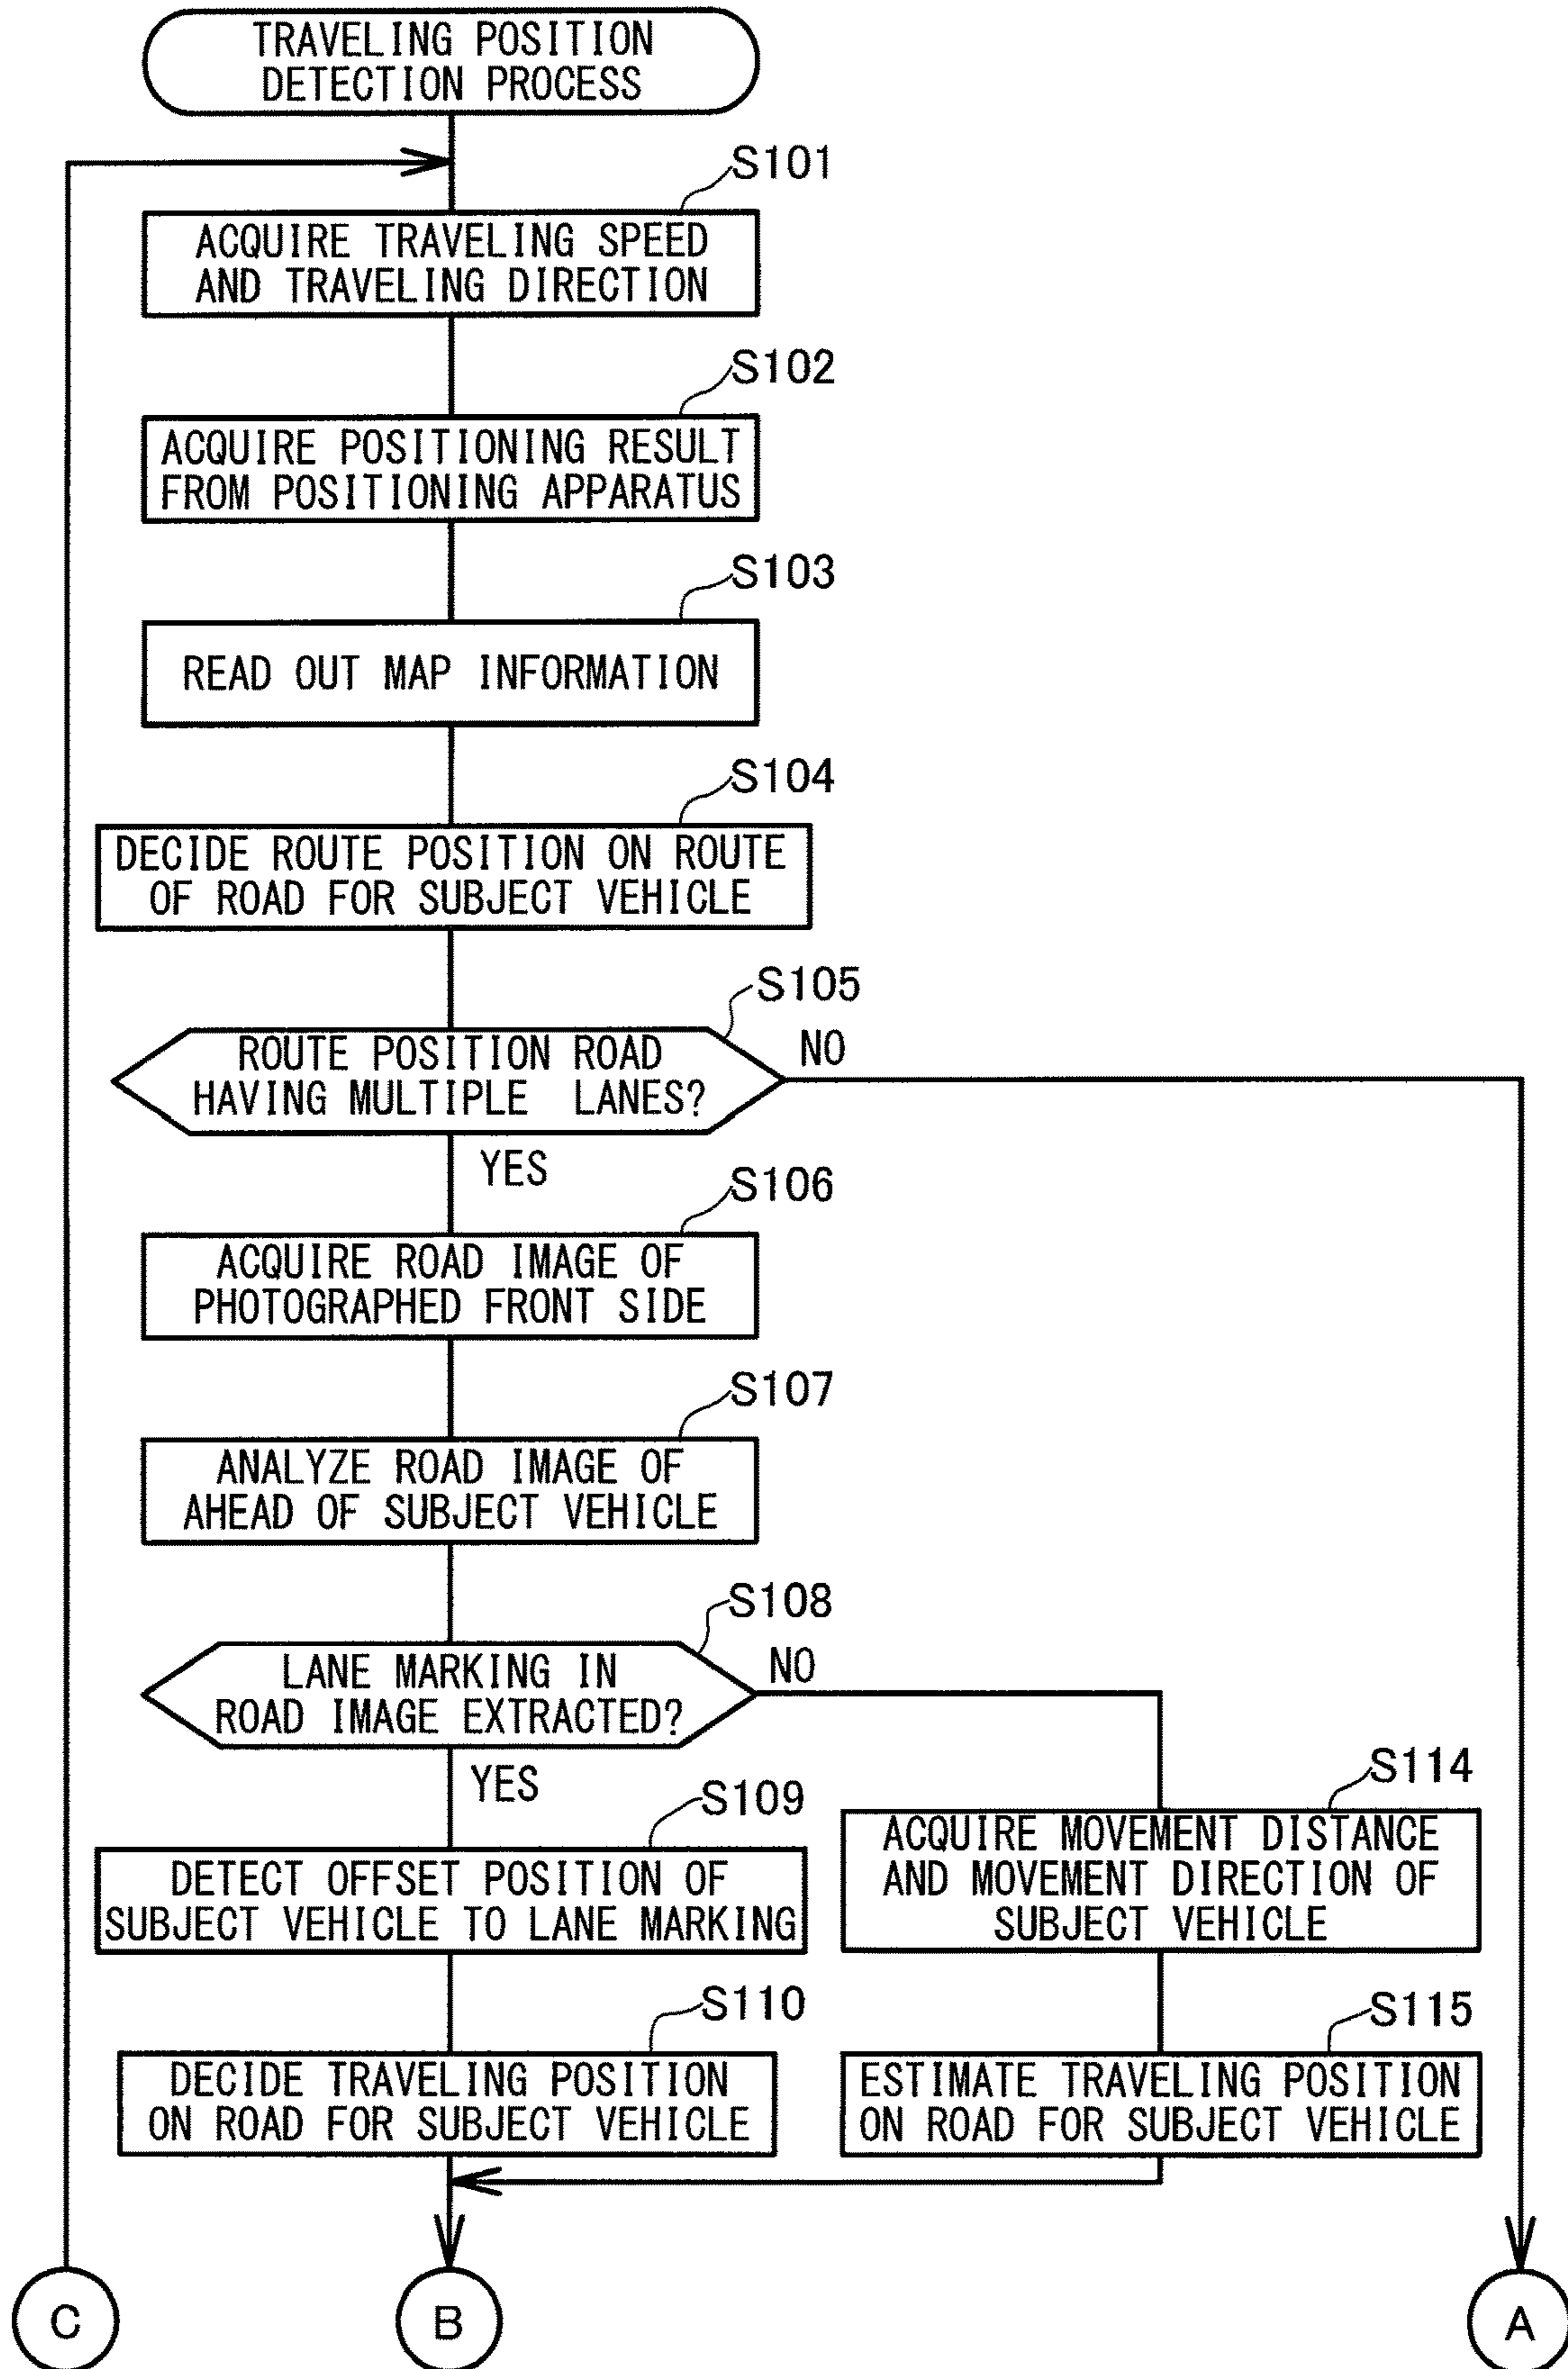 TRAVELING POSITION
DETECTION PROCESS
S101
ACQUIRE TRAVELING SPEED
AND TRAVELING DIRECTION
S102
ACQUIRE POSITIONING RESULT
FROM POSITIONING APPARATUS
S103
READ OUT MAP INFORMATION
S104
DECIDE ROUTE POSITION ON ROUTE
OF ROAD FOR SUBJECT VEHICLE
S105
ROUTE POSITION ROAD
HAVING MULTIPLE LANES?
NO
YES
S106
ACQUIRE ROAD IMAGE OF
PHOTOGRAPHED FRONT SIDE
S107
ANALYZE ROAD IMAGE OF
AHEAD OF SUBJECT VEHICLE
S108
LANE MARKING IN
ROAD IMAGE EXTRACTED?
NO
YES
S109
DETECT OFFSET POSITION OF
SUBJECT VEHICLE TO LANE MARKING
S114
ACQUIRE MOVEMENT DISTANCE
AND MOVEMENT DIRECTION OF
SUBJECT VEHICLE
S110
DECIDE TRAVELING POSITION
ON ROAD FOR SUBJECT VEHICLE
S115
ESTIMATE TRAVELING POSITION
ON ROAD FOR SUBJECT VEHICLE
C
B
A